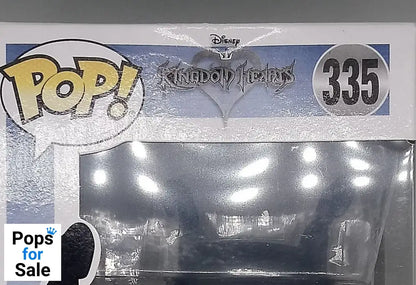 Disney
POP!
KINGDOM HEARTS
335
Pops
for
Sale